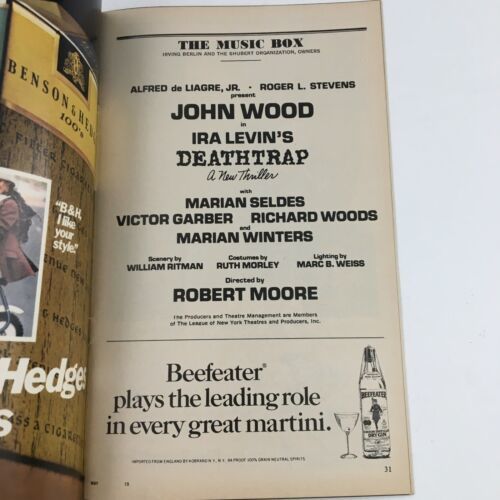 BENSON & HEDGES
100's
FILTER CIGARETTES
"B&H.
I like
your
style."
Hedges
THE MUSIC BOX
IRVING BERLIN AND THE SHUBERT ORGANIZATION, OWNERS
ALFRED de LIAGRE, JR. · ROGER L. STEVENS
present
JOHN WOOD
in
IRA LEVIN'S
DEATHTRAP
A New Thriller
with
MARIAN SELDES
VICTOR GARBER RICHARD WOODS
and
MARIAN WINTERS
Scenery by Costumes by Lighting by
WILLIAM RITMAN RUTH MORLEY MARC B. WEISS
Directed by
ROBERT MOORE
The Producers and Theatre Management are Members
of The League of New York Theatres and Producers, Inc.
Beefeater®
plays the leading role
in every great martini.
BEEFEATER
DRY GIN
IMPORTED FROM ENGLAND BY KOBRAND N.Y., N.Y. 94 PROOF 100% GRAIN NEUTRAL SPIRITS
31